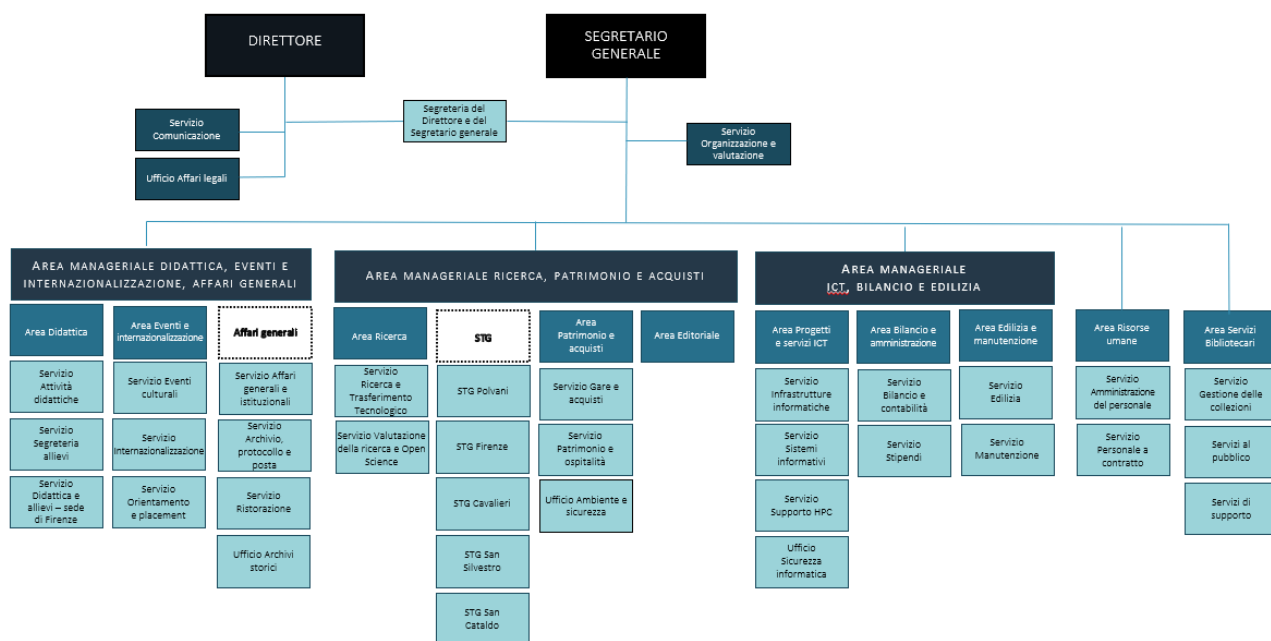 DIRETTORE
SEGRETARIO
GENERALE
Segreteria del
Direttore e del
Segretario generale
Servizio
Comunicazione
Servizio
Organizzazione e
valutazione
Ufficio Affari legali
AREA MANAGERIALE DIDATTICA, EVENTI E
INTERNAZIONALIZZAZIONE, AFFARI GENERALI
AREA MANAGERIALE RICERCA, PATRIMONIO E ACQUISTI
AREA MANAGERIALE
ICT, BILANCIO E EDILIZIA
Area Didattica
Servizio
Attività
didattiche
Servizio
Segreteria
allievi
Servizio
Didattica e
allievi – sede
di Firenze
Area Eventi e
internazionalizzazione
Servizio Eventi
culturali
Servizio
Internazionalizzazione
Servizio
Orientamento
e placement
Affari generali
Servizio Affari
generali e
istituzionali
Servizio
Archivio,
protocollo e
posta
Servizio
Ristorazione
Ufficio Archivi
storici
Area Ricerca
Servizio
Ricerca e
Trasferimento
Tecnologico
Servizio Valutazione
della ricerca e Open
Science
STG
STG Polvani
STG Firenze
STG Cavalieri
STG San
Silvestro
STG San
Cataldo
Area
Patrimonio e
acquisti
Servizio Gare e
acquisti
Servizio
Patrimonio e
ospitalità
Ufficio Ambiente e
sicurezza
Area Editoriale
Area Progetti
e servizi ICT
Servizio
Infrastrutture
informatiche
Servizio
Sistemi
informativi
Servizio
Supporto HPC
Ufficio
Sicurezza
informatica
Area Bilancio e
amministrazione
Servizio
Bilancio e
contabilità
Servizio
Stipendi
Area Edilizia e
manutenzione
Servizio
Edilizia
Servizio
Manutenzione
Area Risorse
umane
Servizio
Amministrazione
del personale
Servizio
Personale a
contratto
Area Servizi
Bibliotecari
Servizio
Gestione delle
collezioni
Servizi al
pubblico
Servizi di
supporto